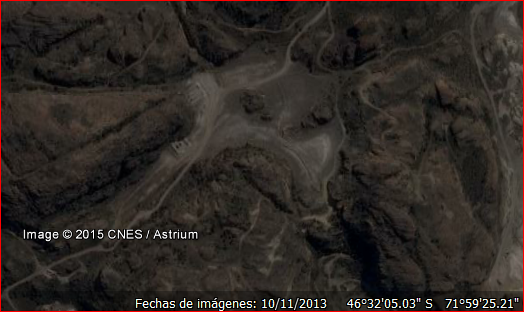 Image © 2015 CNES / Astrium
Fechas de imágenes: 10/11/2013 46°32'05.03" S 71°59'25.21"